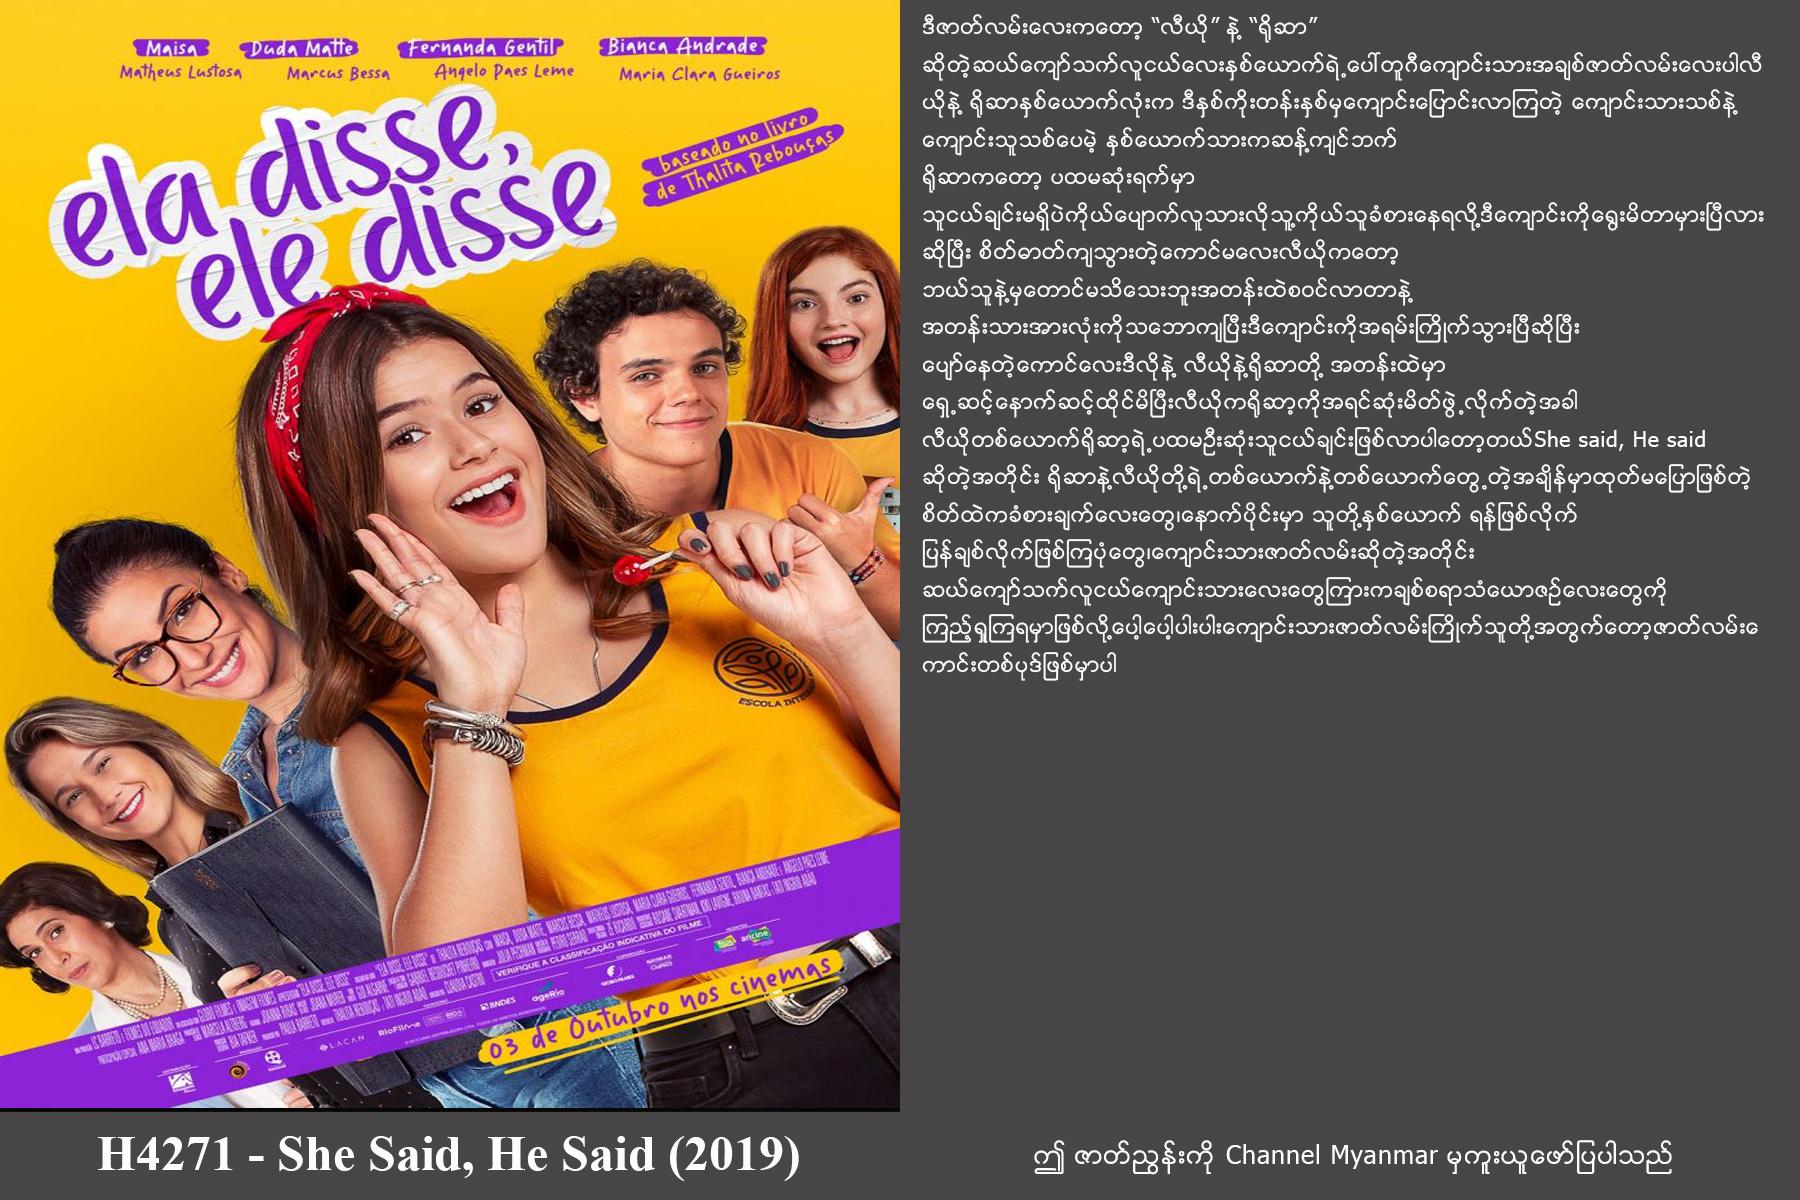 Maisa Duda Matte Fernanda Gentil Bianca Andrade
Matheus Lustosa Marcus Bessa Angelo Paes Leme Maria Clara Gueiros
ela disse,
ele disse
baseado no livro
de Thalita Rebouças
ESCOLA
VERIFIQUE A CLASSIFICAÇÃO INDICATIVA DO FILME
LACAN
RioFilme
BNDES
ageRio
GLOBO FILMES
ancine
03 de Outubro nos cinemas
H4271 - She Said, He Said (2019)
ဒီဇာတ်လမ်းလေးကတော့ “လီယို” နဲ့ “ရိုဆာ”
ဆိုတဲ့ဆယ်ကျော်သက်လူငယ်လေးနှစ်ယောက်ရဲ့ပေါ်တူဂီကျောင်းသားအချစ်ဇာတ်လမ်းလေးပါလီ
ယိုနဲ့ ရိုဆာနှစ်ယောက်လုံးက ဒီနှစ်ကိုးတန်းနှစ်မှကျောင်းပြောင်းလာကြတဲ့ ကျောင်းသားသစ်နဲ့
ကျောင်းသူသစ်ပေမဲ့ နှစ်ယောက်သားကဆန့်ကျင်ဘက်
ရိုဆာကတော့ ပထမဆုံးရက်မှာ
သူငယ်ချင်းမရှိပဲကိုယ်ပျောက်လူသားလိုသူ့ကိုယ်သူခံစားနေရလို့ဒီကျောင်းကိုရွေးမိတာမှားပြီလား
ဆိုပြီး စိတ်ဓာတ်ကျသွားတဲ့ကောင်မလေးလီယိုကတော့
ဘယ်သူနဲ့မှတောင်မသိသေးဘူးအတန်းထဲစဝင်လာတာနဲ့
အတန်းသားအားလုံးကိုသဘောကျပြီးဒီကျောင်းကိုအရမ်းကြိုက်သွားပြီဆိုပြီး
ပျော်နေတဲ့ကောင်လေးဒီလိုနဲ့ လီယိုနဲ့ရိုဆာတို့ အတန်းထဲမှာ
ရှေ့ဆင့်နောက်ဆင့်ထိုင်မိပြီးလီယိုကရိုဆာ့ကိုအရင်ဆုံးမိတ်ဖွဲ့လိုက်တဲ့အခါ
လီယိုတစ်ယောက်ရိုဆာ့ရဲ့ပထမဦးဆုံးသူငယ်ချင်းဖြစ်လာပါတော့တယ်She said, He said
ဆိုတဲ့အတိုင်း ရိုဆာနဲ့လီယိုတို့ရဲ့တစ်ယောက်နဲ့တစ်ယောက်တွေ့တဲ့အချိန်မှာထုတ်မပြောဖြစ်တဲ့
စိတ်ထဲကခံစားချက်လေးတွေ၊နောက်ပိုင်းမှာ သူတို့နှစ်ယောက် ရန်ဖြစ်လိုက်
ပြန်ချစ်လိုက်ဖြစ်ကြပုံတွေ၊ကျောင်းသားဇာတ်လမ်းဆိုတဲ့အတိုင်း
ဆယ်ကျော်သက်လူငယ်ကျောင်းသားလေးတွေကြားကချစ်စရာသံယောဇဉ်လေးတွေကို
ကြည့်ရှုကြရမှာဖြစ်လို့ပေါ့ပေါ့ပါးပါးကျောင်းသားဇာတ်လမ်းကြိုက်သူတို့အတွက်တော့ဇာတ်လမ်းေ
ကာင်းတစ်ပုဒ်ဖြစ်မှာပါ
ဤ ဇာတ်ညွှန်းကို Channel Myanmar မှကူးယူဖော်ပြပါသည်